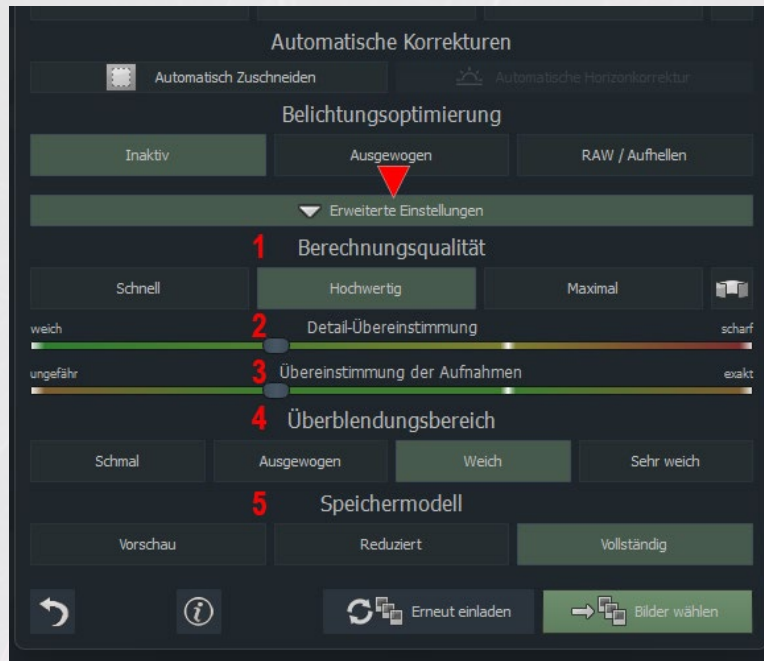 Automatische Korrekturen
Automatisch Zuschneiden Automatische Horizonkorrektur
Belichtungsoptimierung
Inaktiv Ausgewogen RAW / Aufhellen
Erweiterte Einstellungen
1 Berechnungsqualität
Schnell Hochwertig Maximal
weich 2 Detail-Übereinstimmung scharf
ungefähr 3 Übereinstimmung der Aufnahmen exakt
4 Überblendungsbereich
Schmal Ausgewogen Weich Sehr weich
5 Speichermodell
Vorschau Reduziert Vollständig
i Erneut einladen Bilder wählen